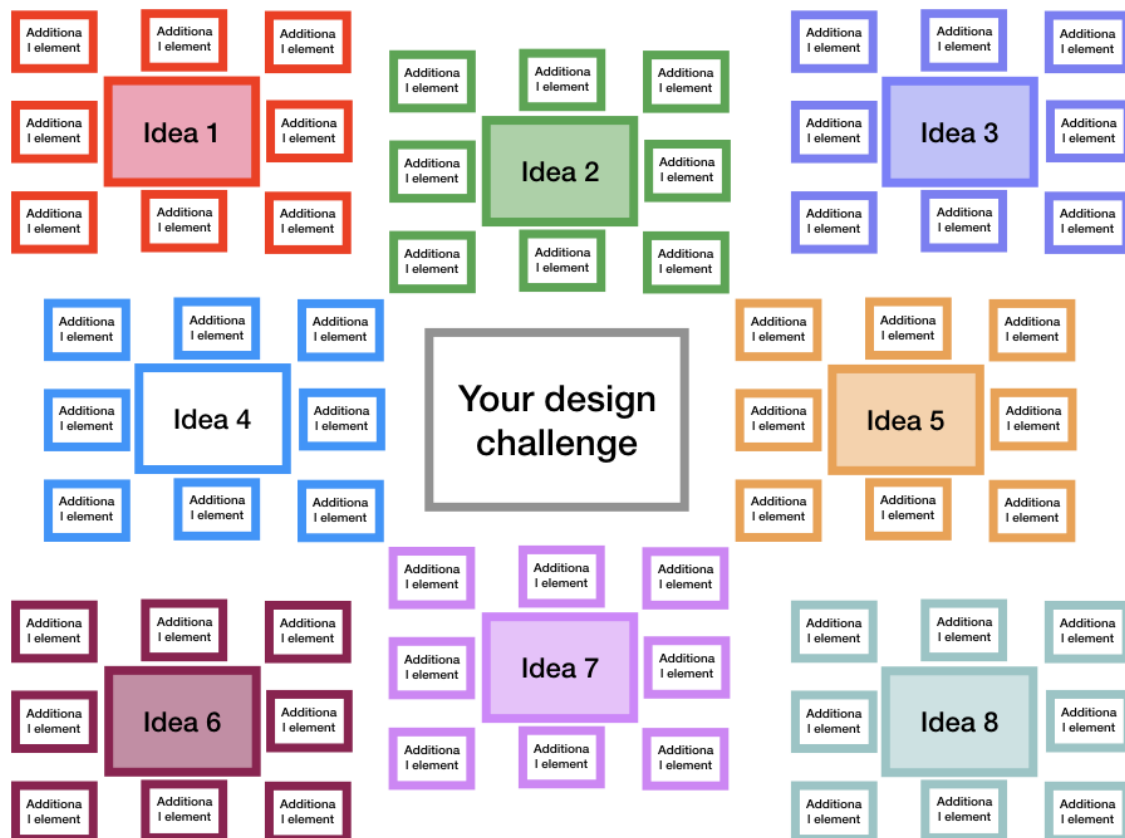 Additiona
l element
Additiona
l element
Additiona
l element
Additiona
l element
Idea 1
Additiona
l element
Additiona
l element
Additiona
l element
Additiona
l element
Additiona
l element
Additiona
l element
Additiona
l element
Additiona
l element
Idea 2
Additiona
l element
Additiona
l element
Additiona
l element
Additiona
l element
Additiona
l element
Additiona
l element
Additiona
l element
Additiona
l element
Idea 3
Additiona
l element
Additiona
l element
Additiona
l element
Additiona
l element
Additiona
l element
Additiona
l element
Additiona
l element
Additiona
l element
Idea 4
Additiona
l element
Additiona
l element
Additiona
l element
Additiona
l element
Your design
challenge
Additiona
l element
Additiona
l element
Additiona
l element
Additiona
l element
Idea 5
Additiona
l element
Additiona
l element
Additiona
l element
Additiona
l element
Additiona
l element
Additiona
l element
Additiona
l element
Additiona
l element
Idea 6
Additiona
l element
Additiona
l element
Additiona
l element
Additiona
l element
Additiona
l element
Additiona
l element
Additiona
l element
Additiona
l element
Idea 7
Additiona
l element
Additiona
l element
Additiona
l element
Additiona
l element
Additiona
l element
Additiona
l element
Additiona
l element
Additiona
l element
Idea 8
Additiona
l element
Additiona
l element
Additiona
l element
Additiona
l element